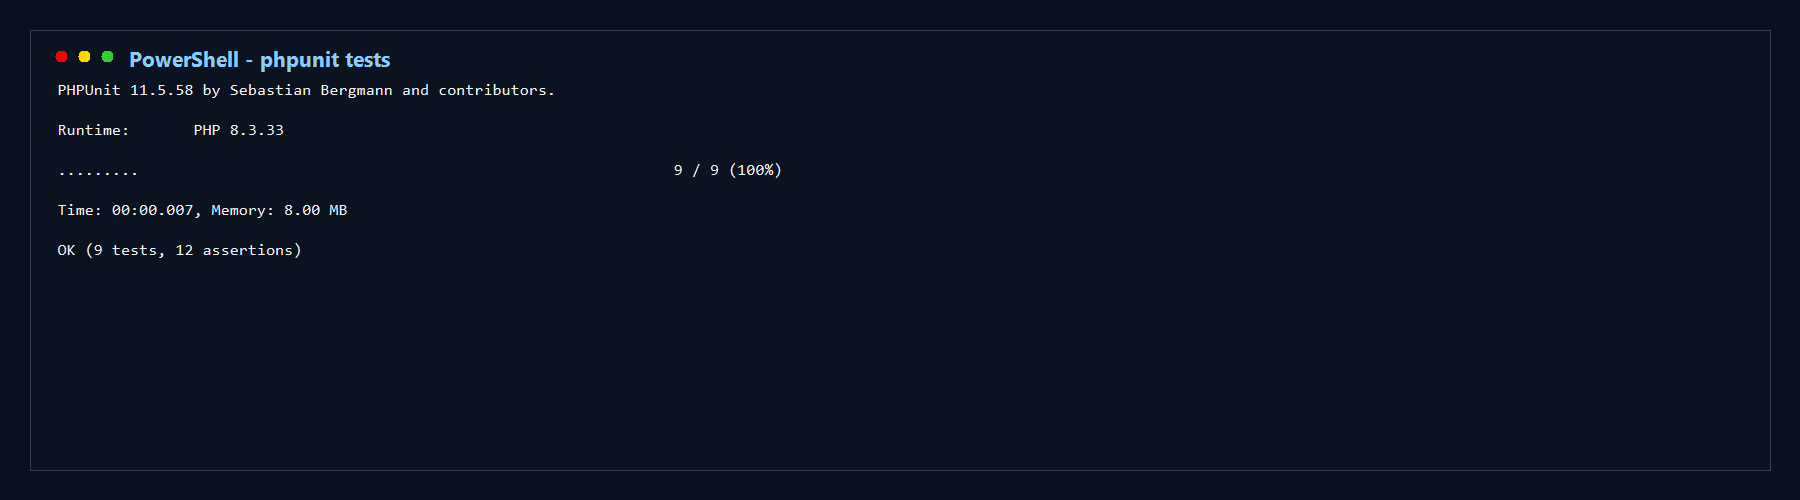 PowerShell - phpunit tests
PHPUnit 11.5.58 by Sebastian Bergmann and contributors.
Runtime:       PHP 8.3.33
.........                                                           9 / 9 (100%)
Time: 00:00.007, Memory: 8.00 MB
OK (9 tests, 12 assertions)